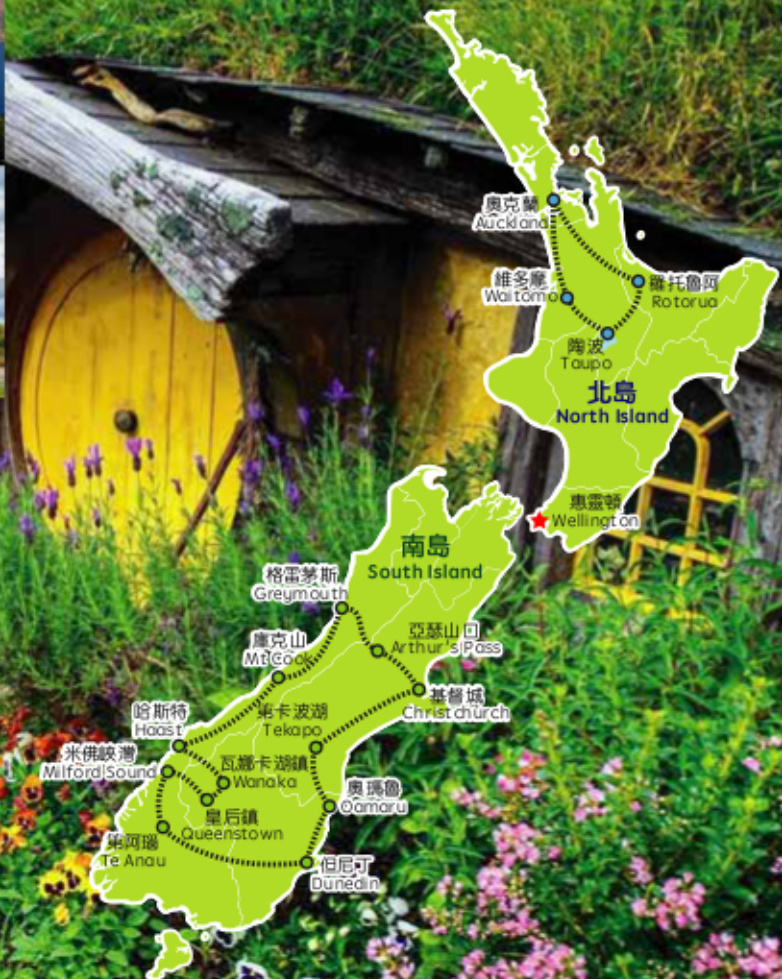 奧克蘭
Auckland
維多摩
Waitomo
羅托魯阿
Rotorua
陶波
Taupo
北島
North Island
惠靈頓
Wellington
南島
South Island
格雷茅斯
Greymouth
亞瑟山口
Arthur's Pass
庫克山
Mt Cook
基督城
Christchurch
哈斯特
Haast
第卡波湖
Tekapo
米佛峽灣
Milford Sound
瓦娜卡湖鎮
Wanaka
奧瑪魯
Oamaru
皇后鎮
Queenstown
第阿瑙
Te Anau
但尼丁
Dunedin